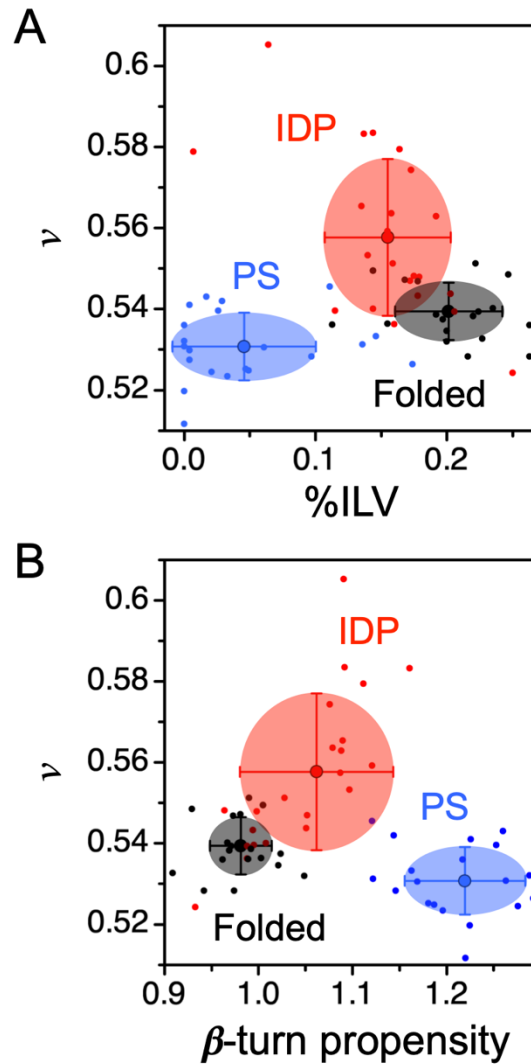 A
0.6
IDP
0.58
ν
0.56
PS
0.54
0.52
Folded
0.0 0.1 0.2
%ILV
B
0.6
IDP
0.58
ν
0.56
PS
0.54
Folded
0.52
0.9 1.0 1.1 1.2
β-turn propensity